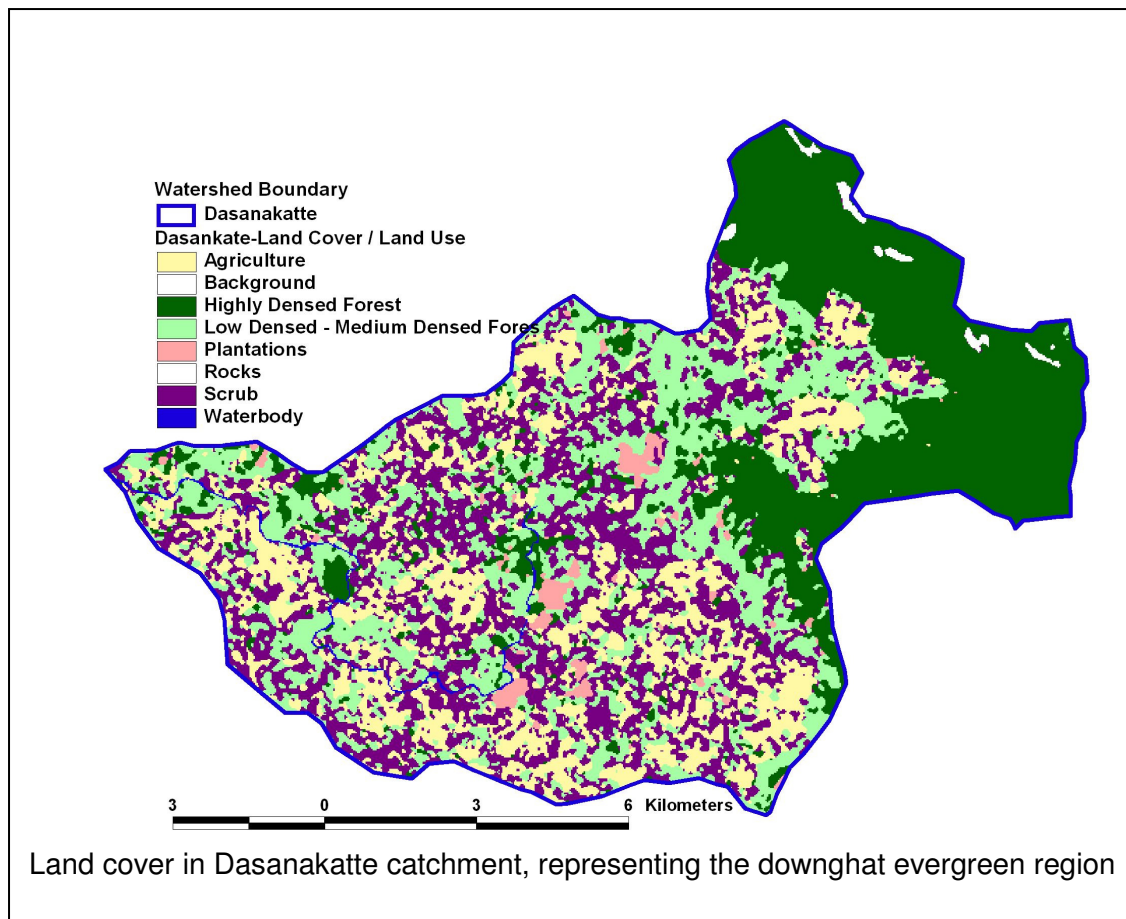 Watershed Boundary
Dasanakatte
Dasankate-Land Cover / Land Use
Agriculture
Background
Highly Densed Forest
Low Densed - Medium Densed Fores
Plantations
Rocks
Scrub
Waterbody
3 0 3 6 Kilometers
Land cover in Dasanakatte catchment, representing the downghat evergreen region